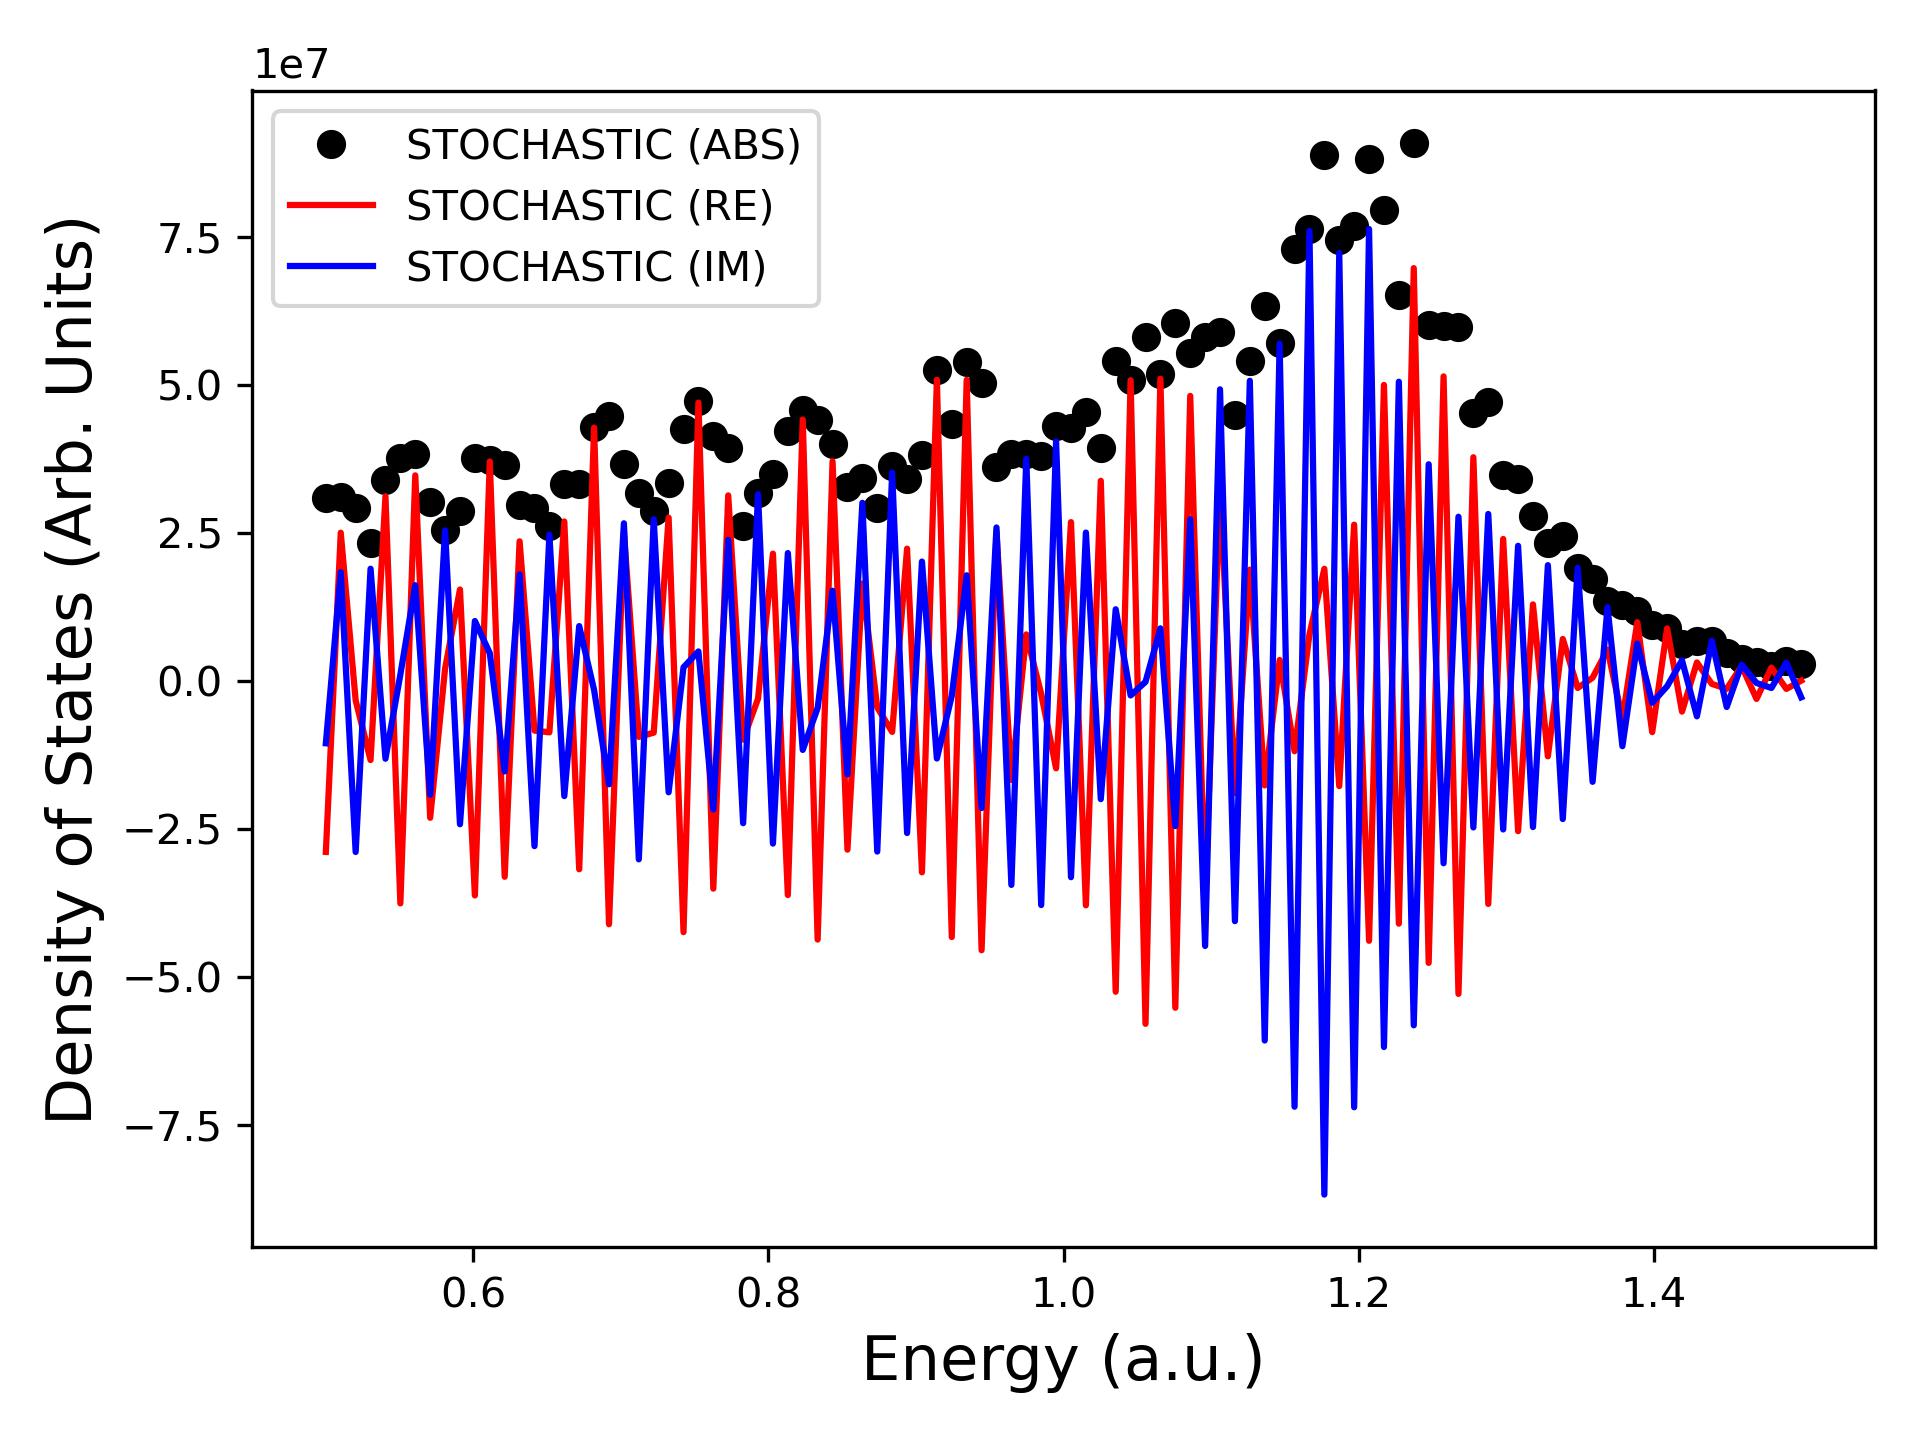 1e7
STOCHASTIC (ABS)
STOCHASTIC (RE)
STOCHASTIC (IM)
Density of States (Arb. Units)
7.5
5.0
2.5
0.0
−2.5
−5.0
−7.5
0.6 0.8 1.0 1.2 1.4
Energy (a.u.)